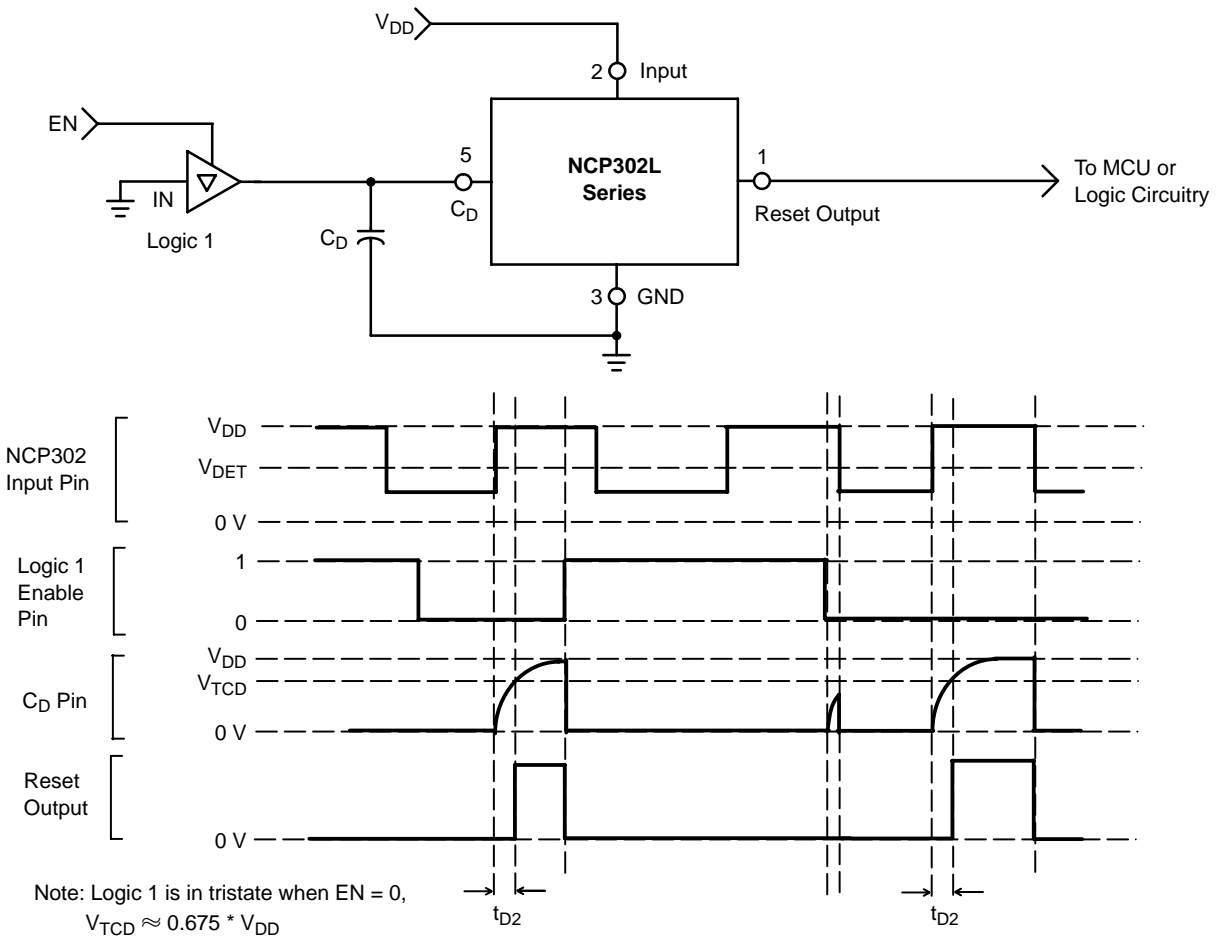 VDD
2 Input
EN
IN
Logic 1
CD
5
CD
NCP302L
Series
1
Reset Output
To MCU or
Logic Circuitry
3 GND
NCP302
Input Pin
VDD
VDET
0 V
Logic 1
Enable
Pin
1
0
CD Pin
VDD
VTCD
0 V
Reset
Output
0 V
tD2
tD2
Note: Logic 1 is in tristate when EN = 0,
VTCD ≈ 0.675 * VDD